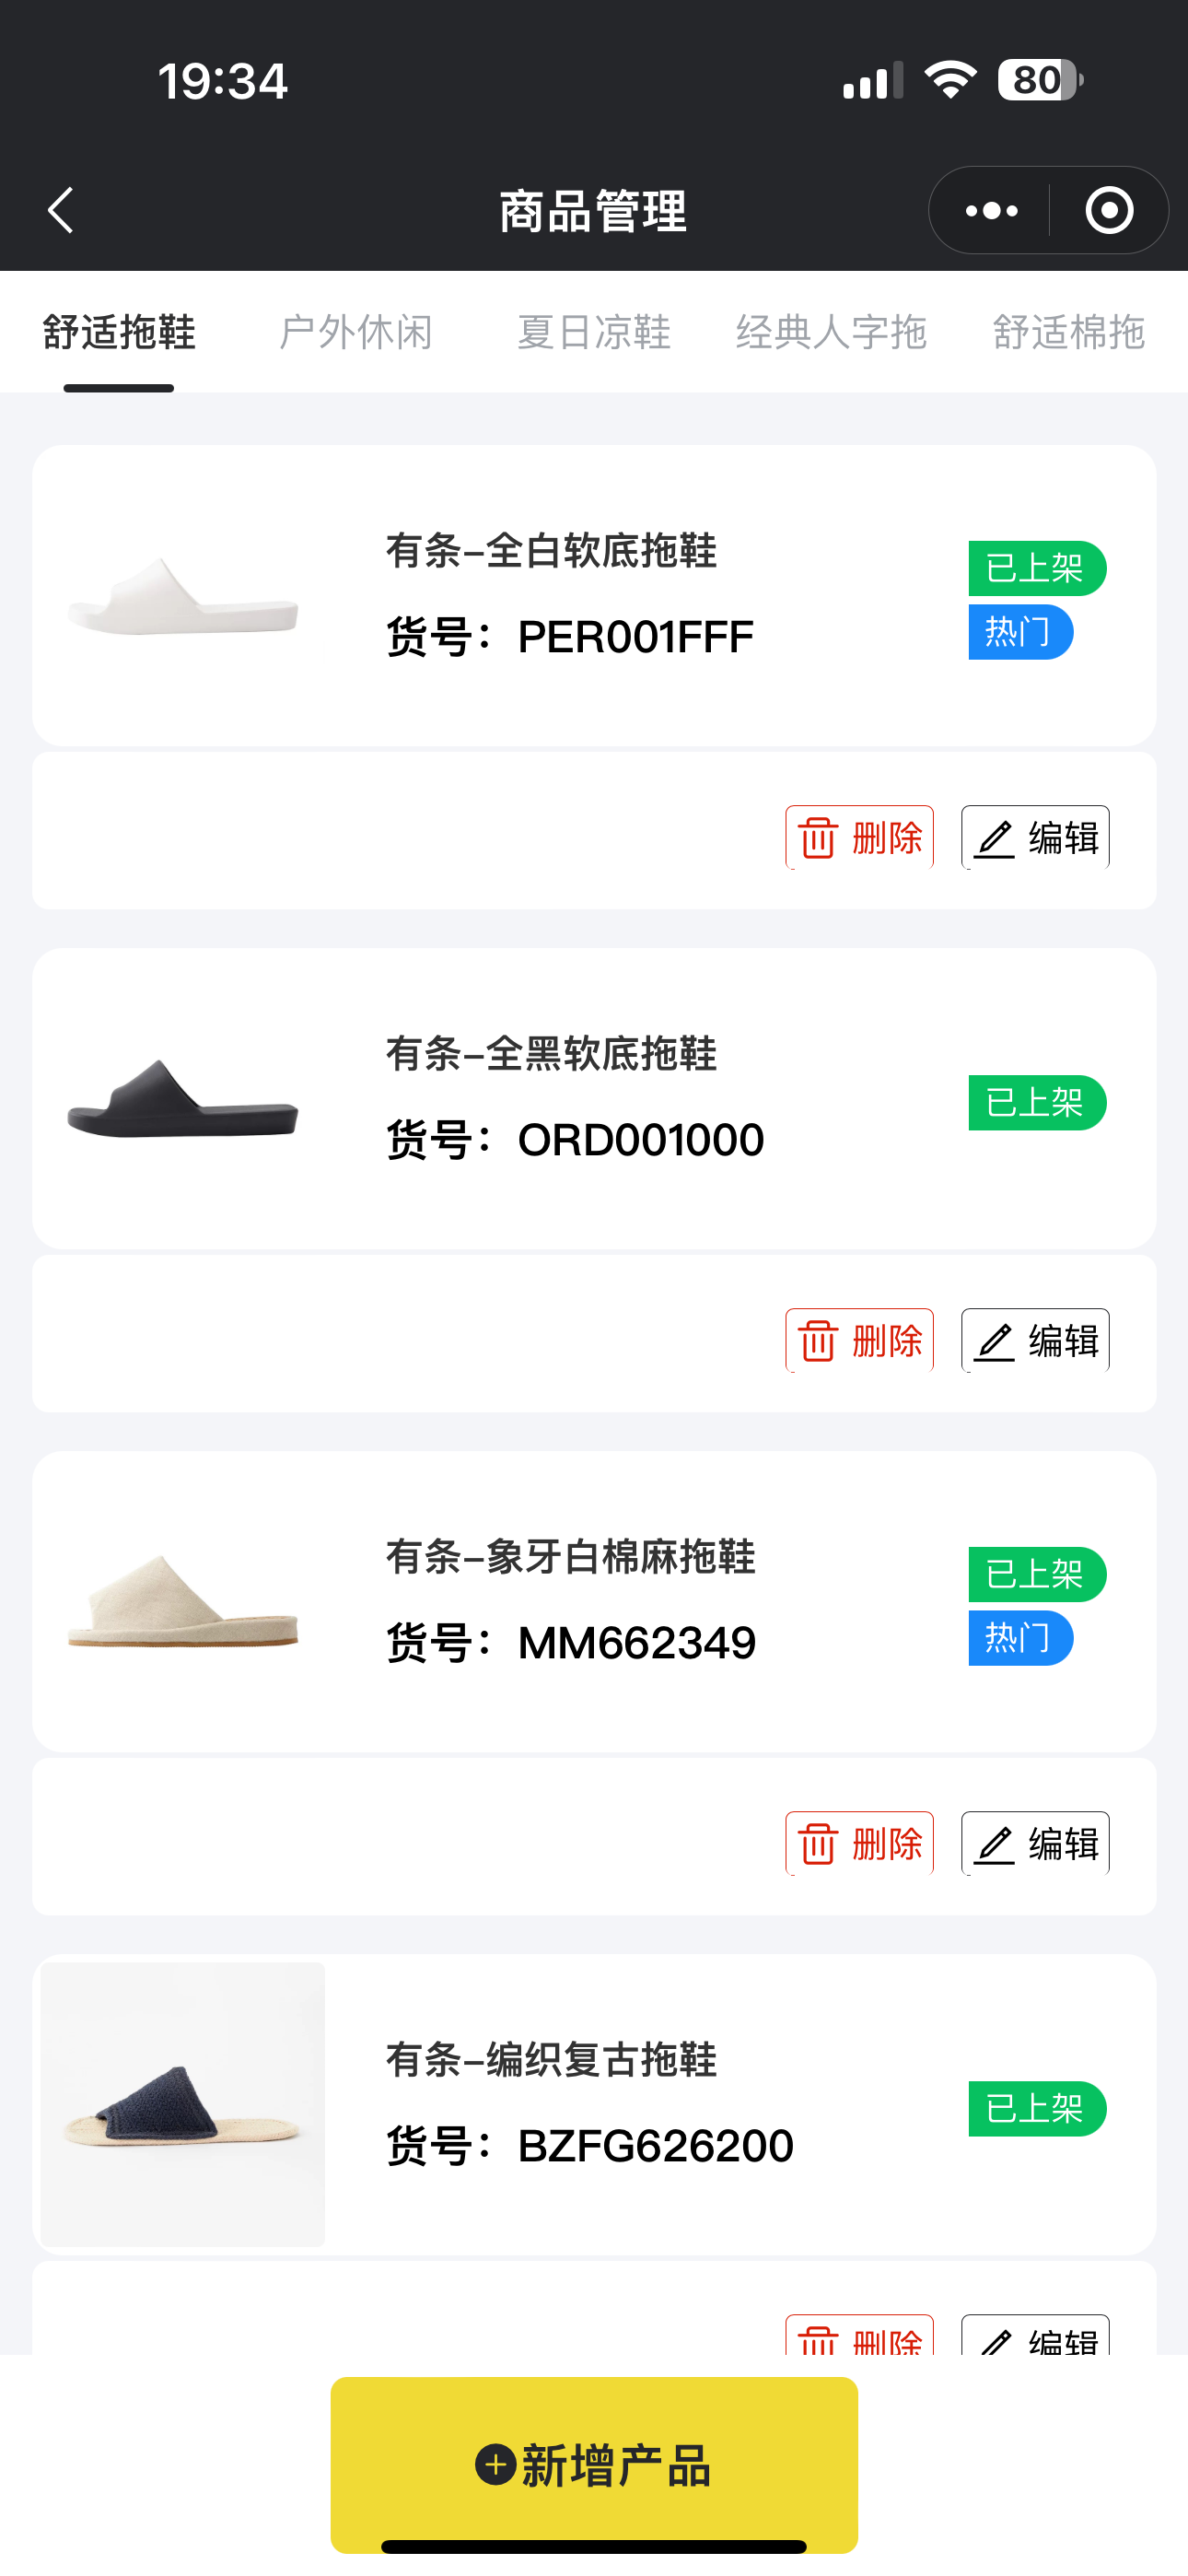 19:34
80
商品管理
舒适拖鞋 户外休闲 夏日凉鞋 经典人字拖 舒适棉拖
有条-全白软底拖鞋
货号：PER001FFF
已上架
热门
删除 编辑
有条-全黑软底拖鞋
货号：ORD001000
已上架
删除 编辑
有条-象牙白棉麻拖鞋
货号：MM662349
已上架
热门
删除 编辑
有条-编织复古拖鞋
货号：BZFG626200
已上架
删除 编辑
新增产品